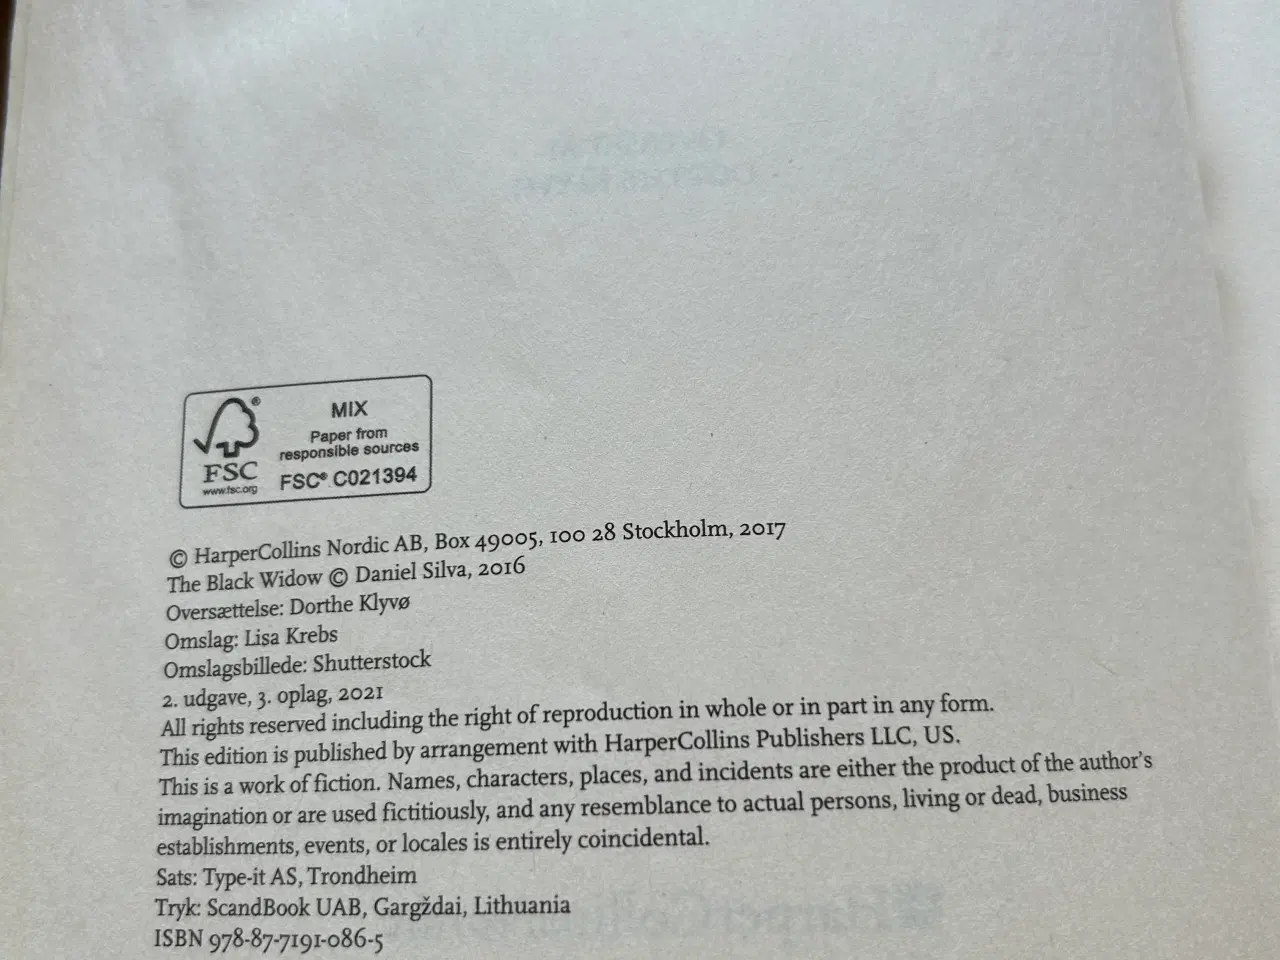 MIX
Paper from
responsible sources
FSC® C021394
FSC
www.fsc.org
© HarperCollins Nordic AB, Box 49005, 100 28 Stockholm, 2017
The Black Widow © Daniel Silva, 2016
Oversættelse: Dorthe Klyvø
Omslag: Lisa Krebs
Omslagsbillede: Shutterstock
2. udgave, 3. oplag, 2021
All rights reserved including the right of reproduction in whole or in part in any form.
This edition is published by arrangement with HarperCollins Publishers LLC, US.
This is a work of fiction. Names, characters, places, and incidents are either the product of the author's
imagination or are used fictitiously, and any resemblance to actual persons, living or dead, business
establishments, events, or locales is entirely coincidental.
Sats: Type-it AS, Trondheim
Tryk: ScandBook UAB, Gargždai, Lithuania
ISBN 978-87-7191-086-5